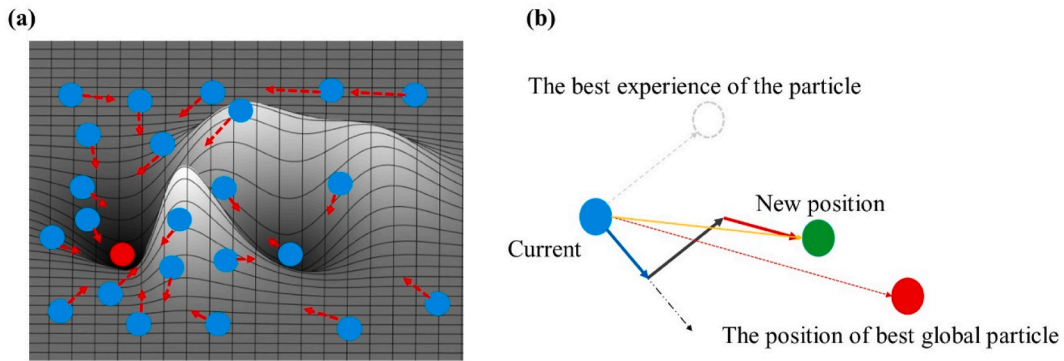 (a)
(b)
The best experience of the particle
New position
Current
The position of best global particle